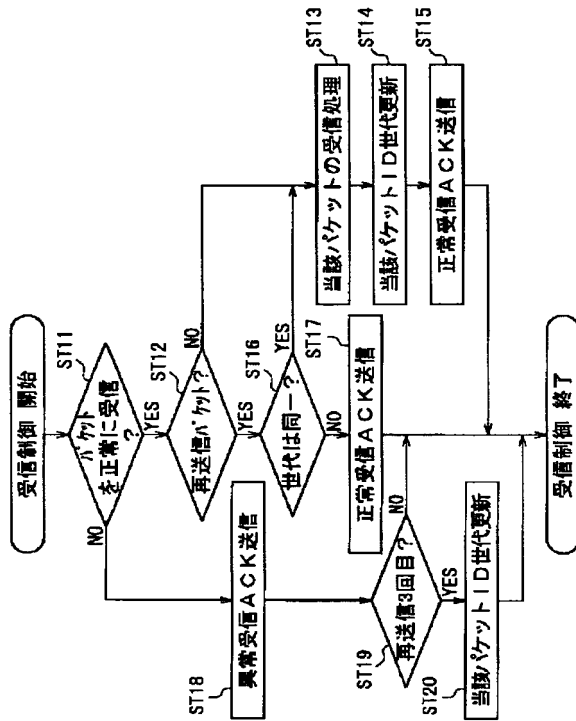 受信制御 開始
ST11
パケット
を正常に受信
?
NO
YES
ST12
再送信パケット?
NO
YES
ST16
世代は同一?
YES
NO
ST13
当該パケットの受信処理
ST14
当該パケットID世代更新
ST15
正常受信ACK送信
ST17
正常受信ACK送信
ST18
異常受信ACK送信
ST19
再送信3回目?
NO
YES
ST20
当該パケットID世代更新
受信制御 終了